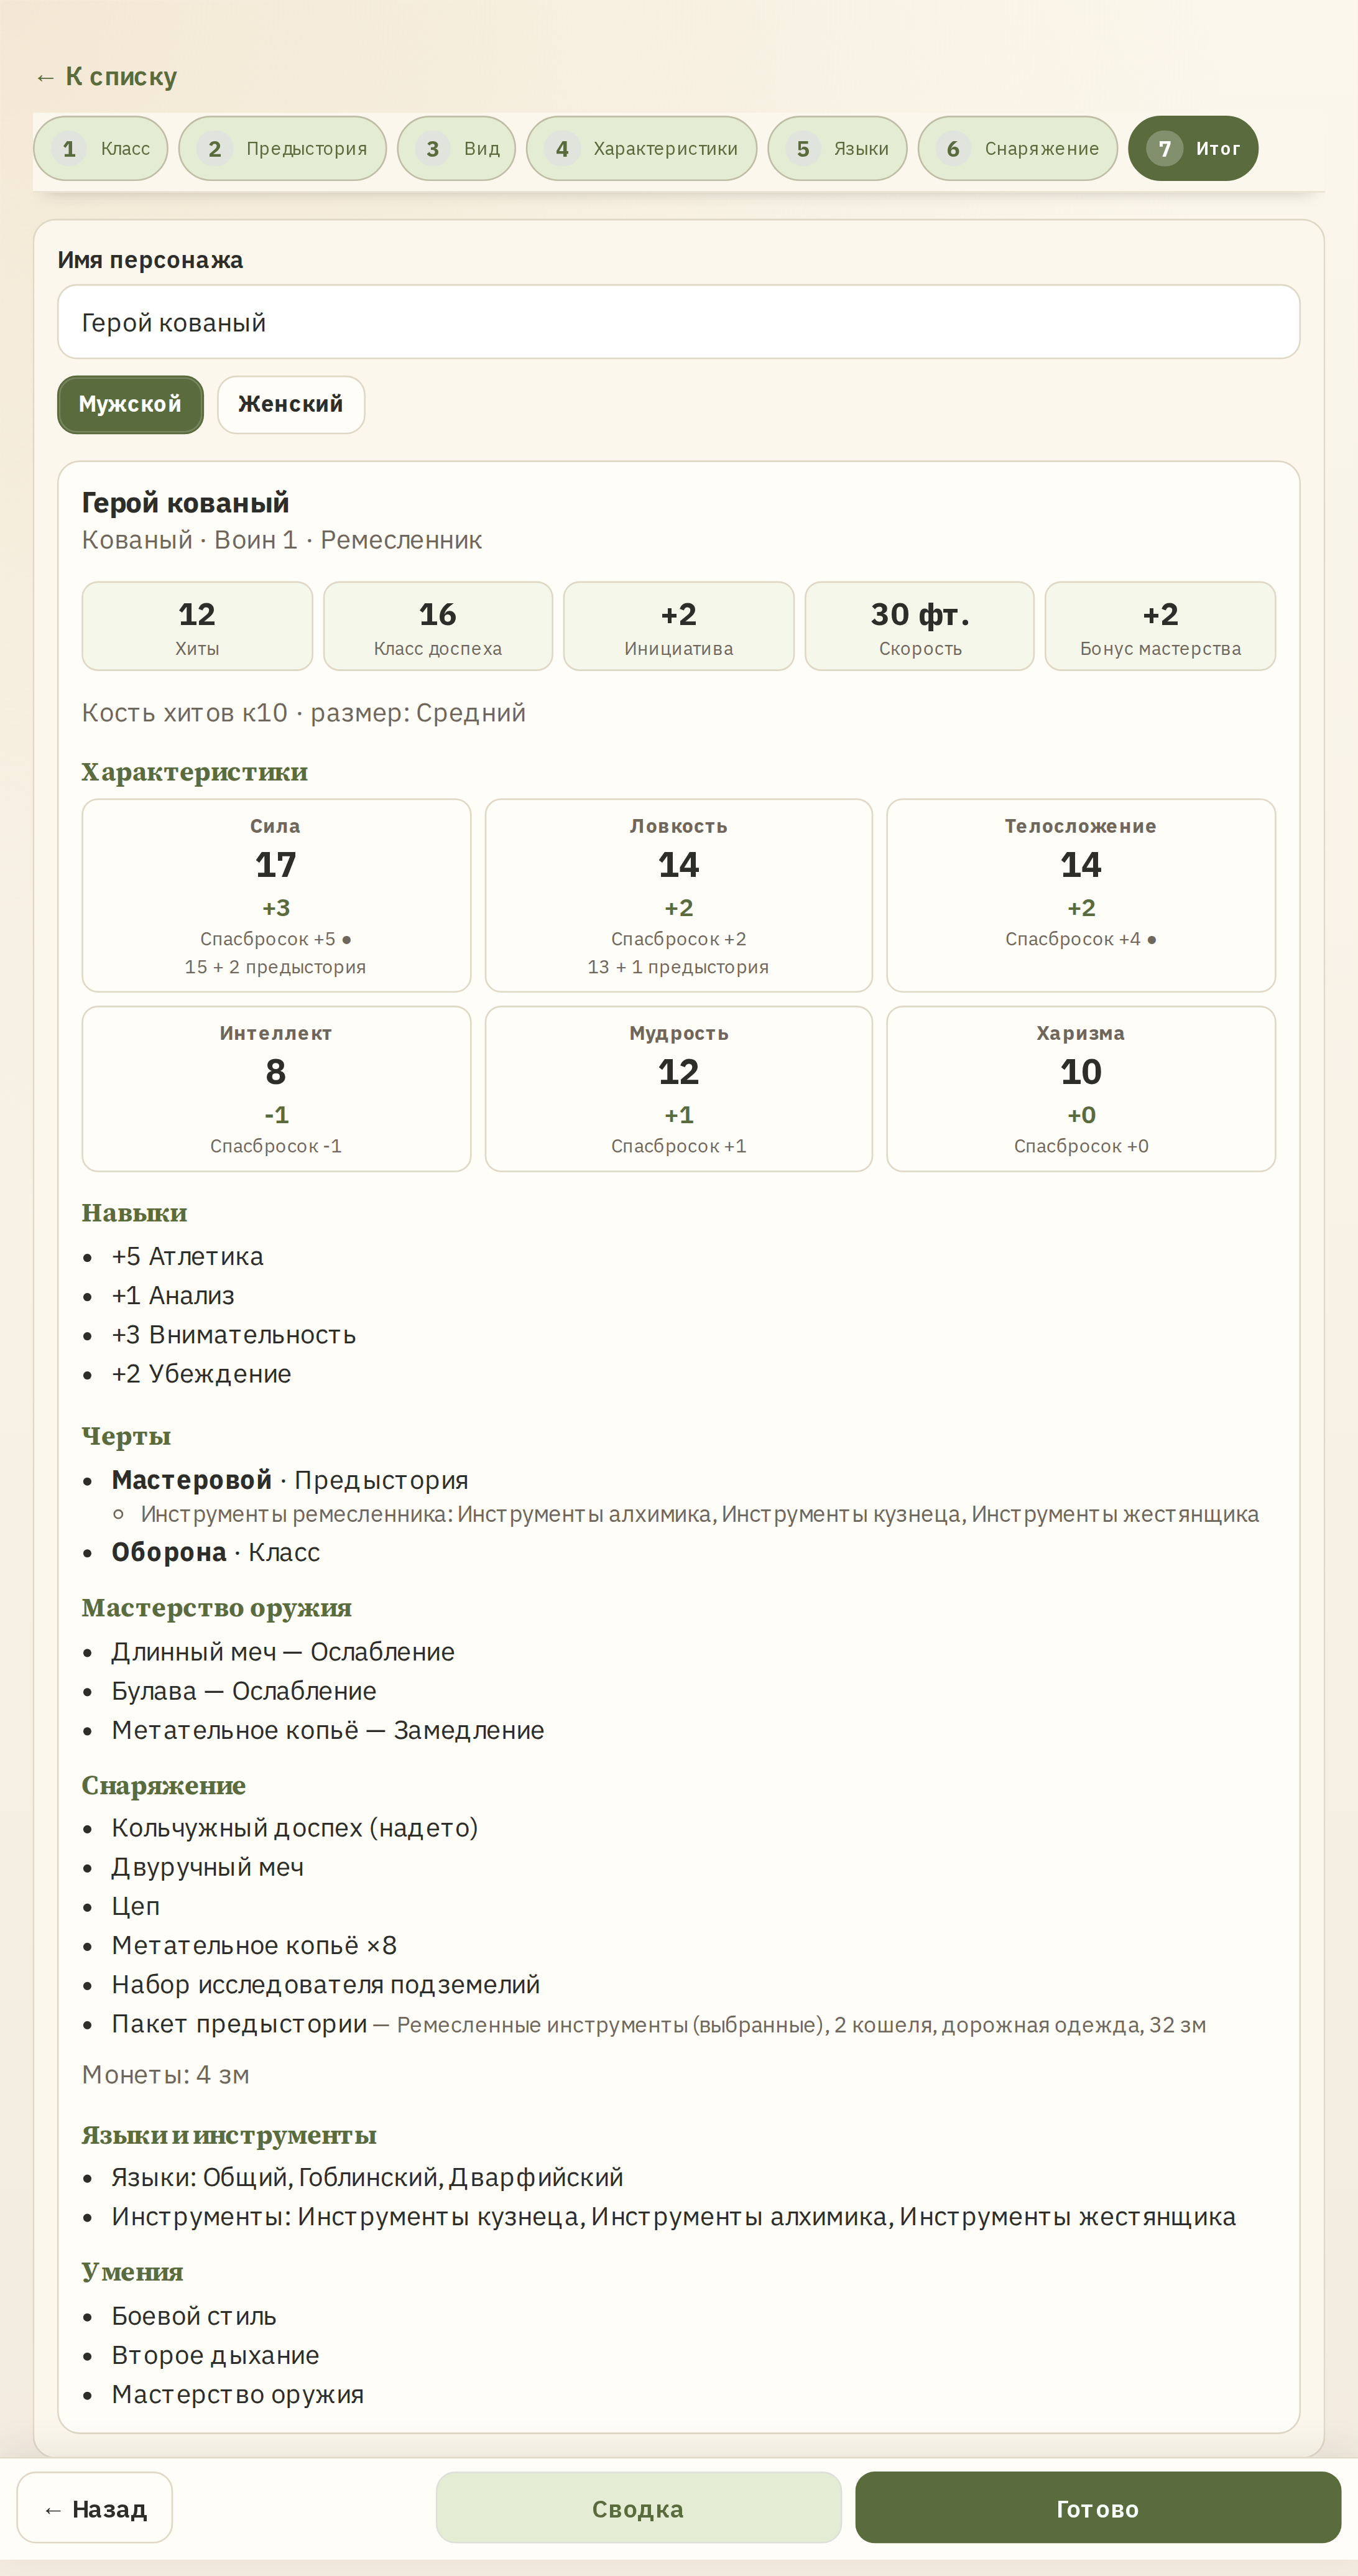 ← К списку
1 Класс 2 Предыстория 3 Вид 4 Характеристики 5 Языки 6 Снаряжение 7 Итог
Имя персонажа
Герой кованый
Мужской Женский
Герой кованый
Кованый · Воин 1 · Ремесленник
12 16 +2 30 фт. +2
Хиты Класс доспеха Инициатива Скорость Бонус мастерства
Кость хитов к10 · размер: Средний
Характеристики
Сила Ловкость Телосложение
17 14 14
+3 +2 +2
Спасбросок +5 ● Спасбросок +2 Спасбросок +4 ●
15 + 2 предыстория 13 + 1 предыстория
Интеллект Мудрость Харизма
8 12 10
-1 +1 +0
Спасбросок -1 Спасбросок +1 Спасбросок +0
Навыки
• +5 Атлетика
• +1 Анализ
• +3 Внимательность
• +2 Убеждение
Черты
• Мастеровой · Предыстория
◦ Инструменты ремесленника: Инструменты алхимика, Инструменты кузнеца, Инструменты жестянщика
• Оборона · Класс
Мастерство оружия
• Длинный меч — Ослабление
• Булава — Ослабление
• Метательное копьё — Замедление
Снаряжение
• Кольчужный доспех (надето)
• Двуручный меч
• Цеп
• Метательное копьё ×8
• Набор исследователя подземелий
• Пакет предыстории — Ремесленные инструменты (выбранные), 2 кошеля, дорожная одежда, 32 зм
Монеты: 4 зм
Языки и инструменты
• Языки: Общий, Гоблинский, Дварфийский
• Инструменты: Инструменты кузнеца, Инструменты алхимика, Инструменты жестянщика
Умения
• Боевой стиль
• Второе дыхание
• Мастерство оружия
← Назад Сводка Готово